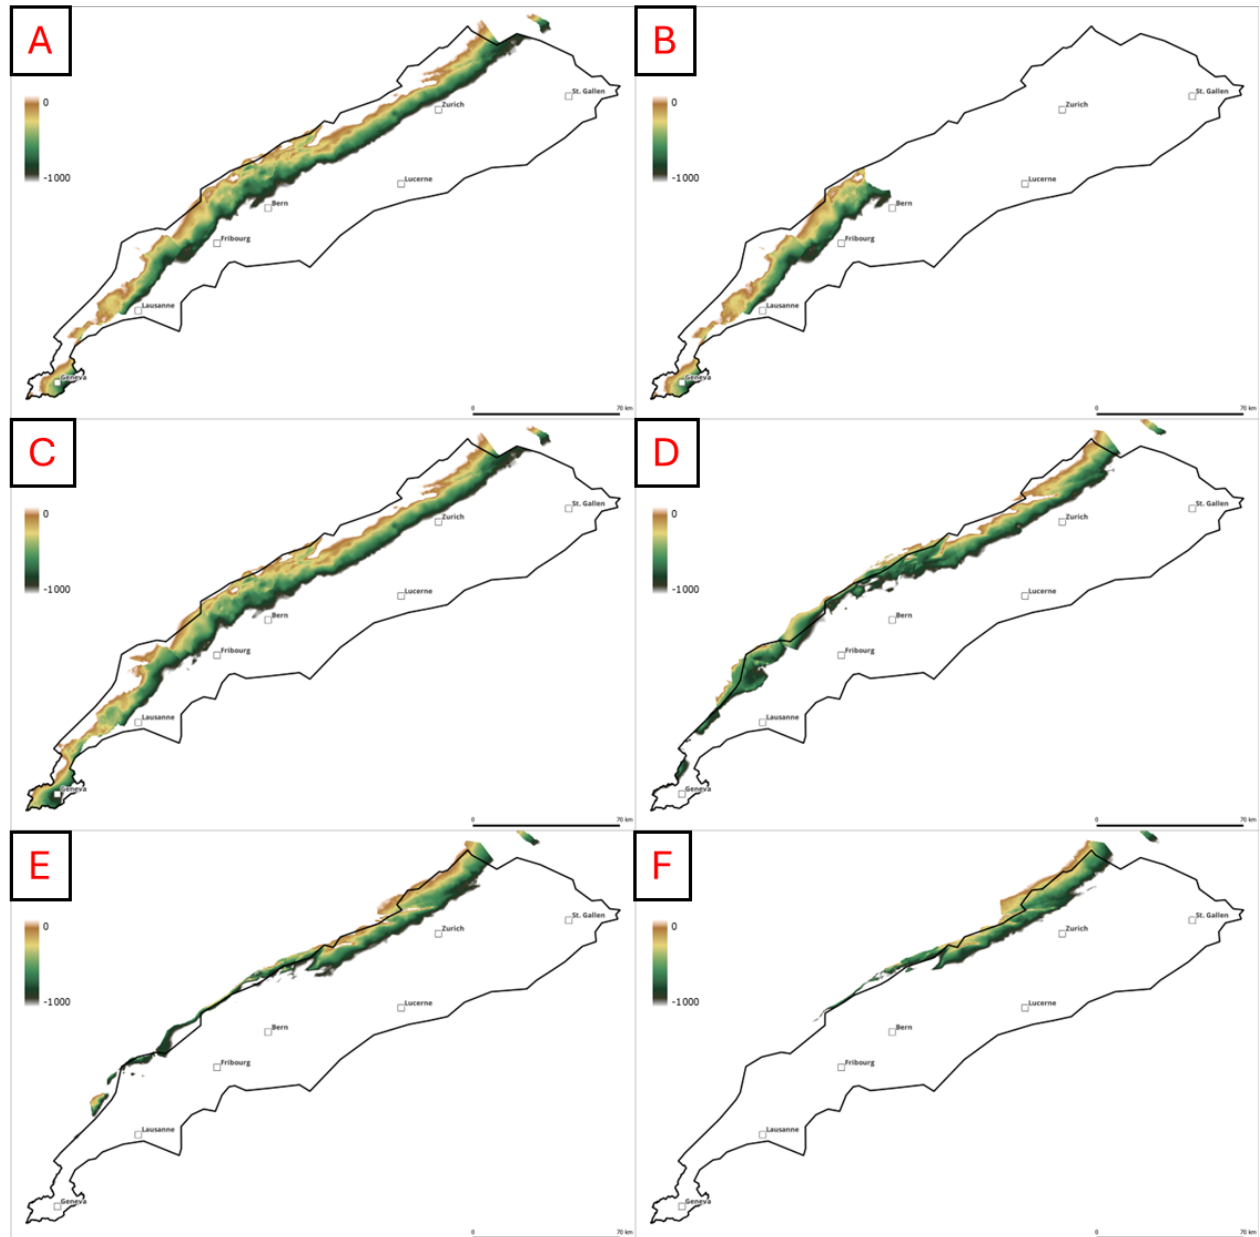 A
0
-1000
St. Gallen
Zurich
Lucerne
Bern
Fribourg
Lausanne
Geneva
0 70 km
B
0
-1000
St. Gallen
Zurich
Lucerne
Bern
Fribourg
Lausanne
Geneva
0 70 km
C
0
-1000
St. Gallen
Zurich
Lucerne
Bern
Fribourg
Lausanne
Geneva
0 70 km
D
0
-1000
St. Gallen
Zurich
Lucerne
Bern
Fribourg
Lausanne
Geneva
0 70 km
E
0
-1000
St. Gallen
Zurich
Lucerne
Bern
Fribourg
Lausanne
Geneva
0 70 km
F
0
-1000
St. Gallen
Zurich
Lucerne
Bern
Fribourg
Lausanne
Geneva
0 70 km